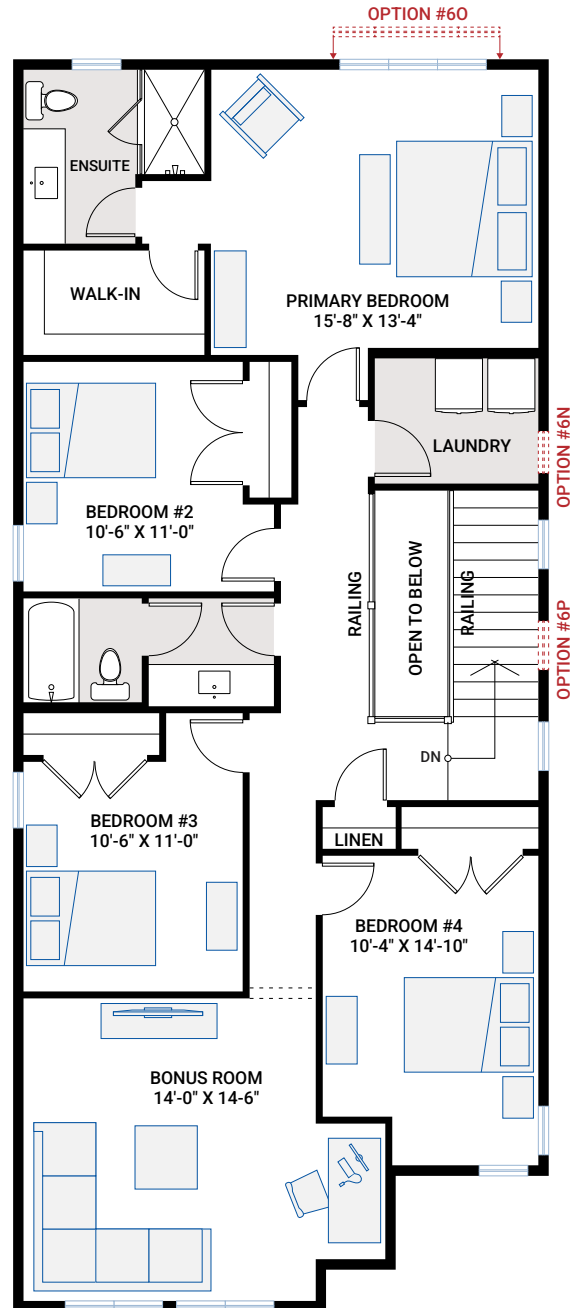 OPTION #6O
ENSUITE
WALK-IN
PRIMARY BEDROOM
15'-8" X 13'-4"
LAUNDRY
OPTION #6N
BEDROOM #2
10'-6" X 11'-0"
RAILING
OPEN TO BELOW
RAILING
OPTION #6P
DN
BEDROOM #3
10'-6" X 11'-0"
LINEN
BEDROOM #4
10'-4" X 14'-10"
BONUS ROOM
14'-0" X 14-6"